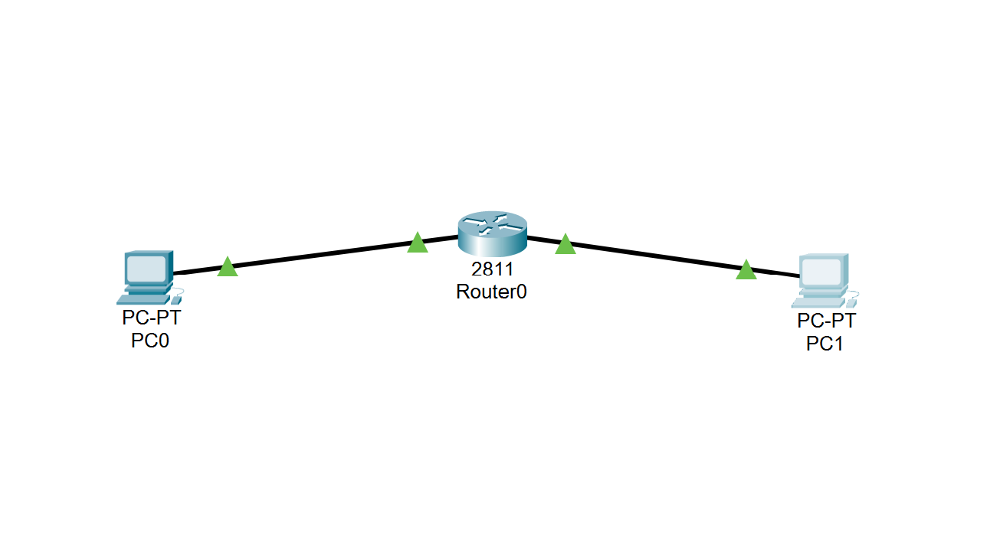 2811
Router0
PC-PT
PC0
PC-PT
PC1